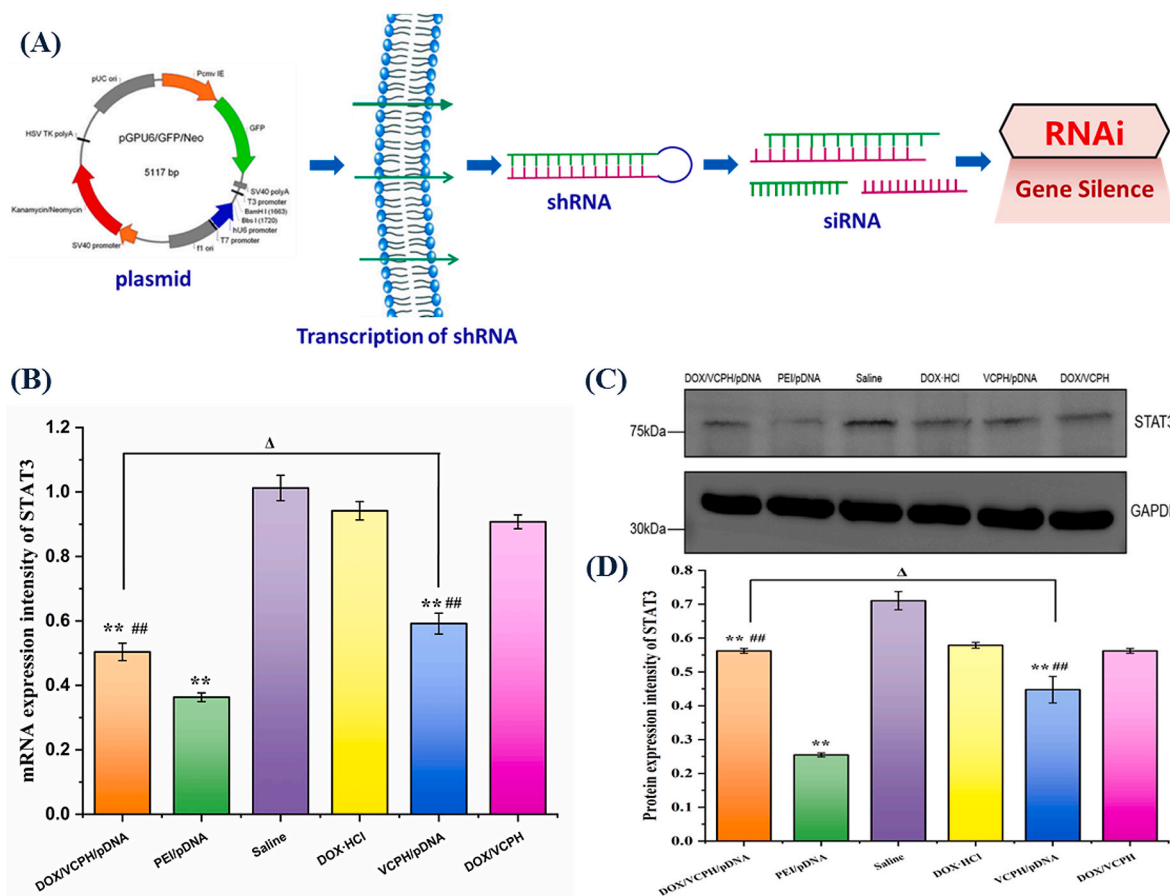 (A)
pUC ori
Pcmv IE
HSV TK polyA
GFP
pGPU6/GFP/Neo
5117 bp
SV40 polyA
T3 promoter
BamH I (1663)
Bbs I (1720)
hU6 promoter
T7 promoter
f1 ori
SV40 promoter
Kanamycin/Neomycin
plasmid
Transcription of shRNA
shRNA
siRNA
RNAi
Gene Silence
(B)
mRNA expression intensity of STAT3
1.2
1.0
0.8
0.6
0.4
0.2
0.0
Δ
** ##
**
** ##
DOX/VCPH/pDNA
PEI/pDNA
Saline
DOX·HCl
VCPH/pDNA
DOX/VCPH
(C)
DOX/VCPH/pDNA PEI/pDNA Saline DOX·HCl VCPH/pDNA DOX/VCPH
75kDa
STAT3
30kDa
GAPD
(D)
Protein expression intensity of STAT3
0.8
0.7
0.6
0.5
0.4
0.3
0.2
0.1
0.0
Δ
** ##
**
** ##
DOX/VCPH/pDNA
PEI/pDNA
Saline
DOX·HCl
VCPH/pDNA
DOX/VCPH